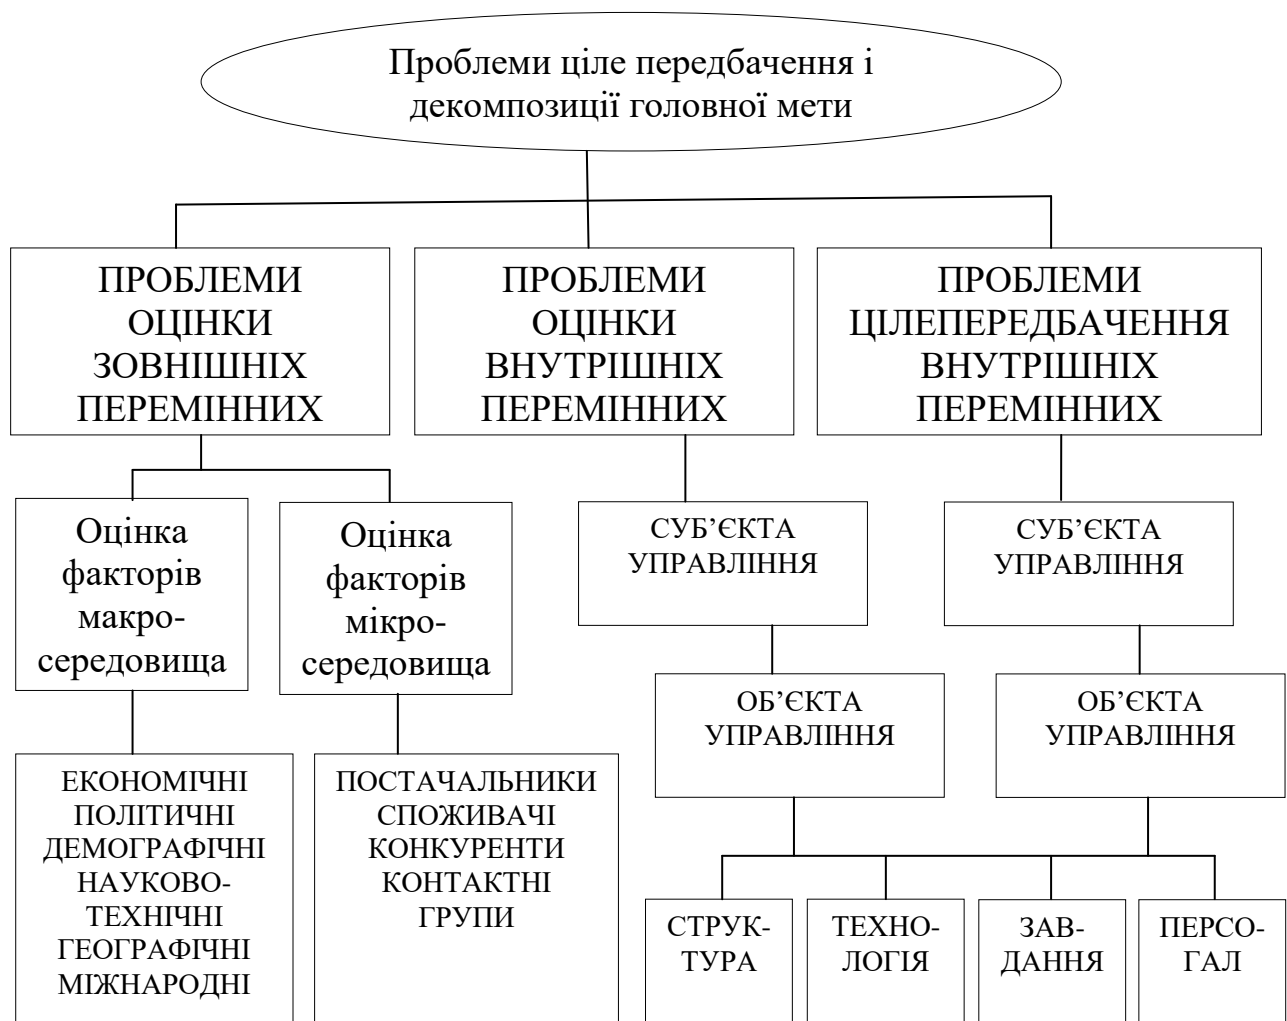 Проблеми ціле передбачення і
декомпозиції головної мети
ПРОБЛЕМИ
ОЦІНКИ
ЗОВНІШНІХ
ПЕРЕМІННИХ
ПРОБЛЕМИ
ОЦІНКИ
ВНУТРІШНІХ
ПЕРЕМІННИХ
ПРОБЛЕМИ
ЦІЛЕПЕРЕДБАЧЕННЯ
ВНУТРІШНІХ
ПЕРЕМІННИХ
Оцінка
факторів
макро-
середовища
Оцінка
факторів
мікро-
середовища
СУБ’ЄКТА
УПРАВЛІННЯ
СУБ’ЄКТА
УПРАВЛІННЯ
ОБ’ЄКТА
УПРАВЛІННЯ
ОБ’ЄКТА
УПРАВЛІННЯ
ЕКОНОМІЧНІ
ПОЛІТИЧНІ
ДЕМОГРАФІЧНІ
НАУКОВО-
ТЕХНІЧНІ
ГЕОГРАФІЧНІ
МІЖНАРОДНІ
ПОСТАЧАЛЬНИКИ
СПОЖИВАЧІ
КОНКУРЕНТИ
КОНТАКТНІ
ГРУПИ
СТРУК-
ТУРА
ТЕХНО-
ЛОГІЯ
ЗАВ-
ДАННЯ
ПЕРСО-
ГАЛ